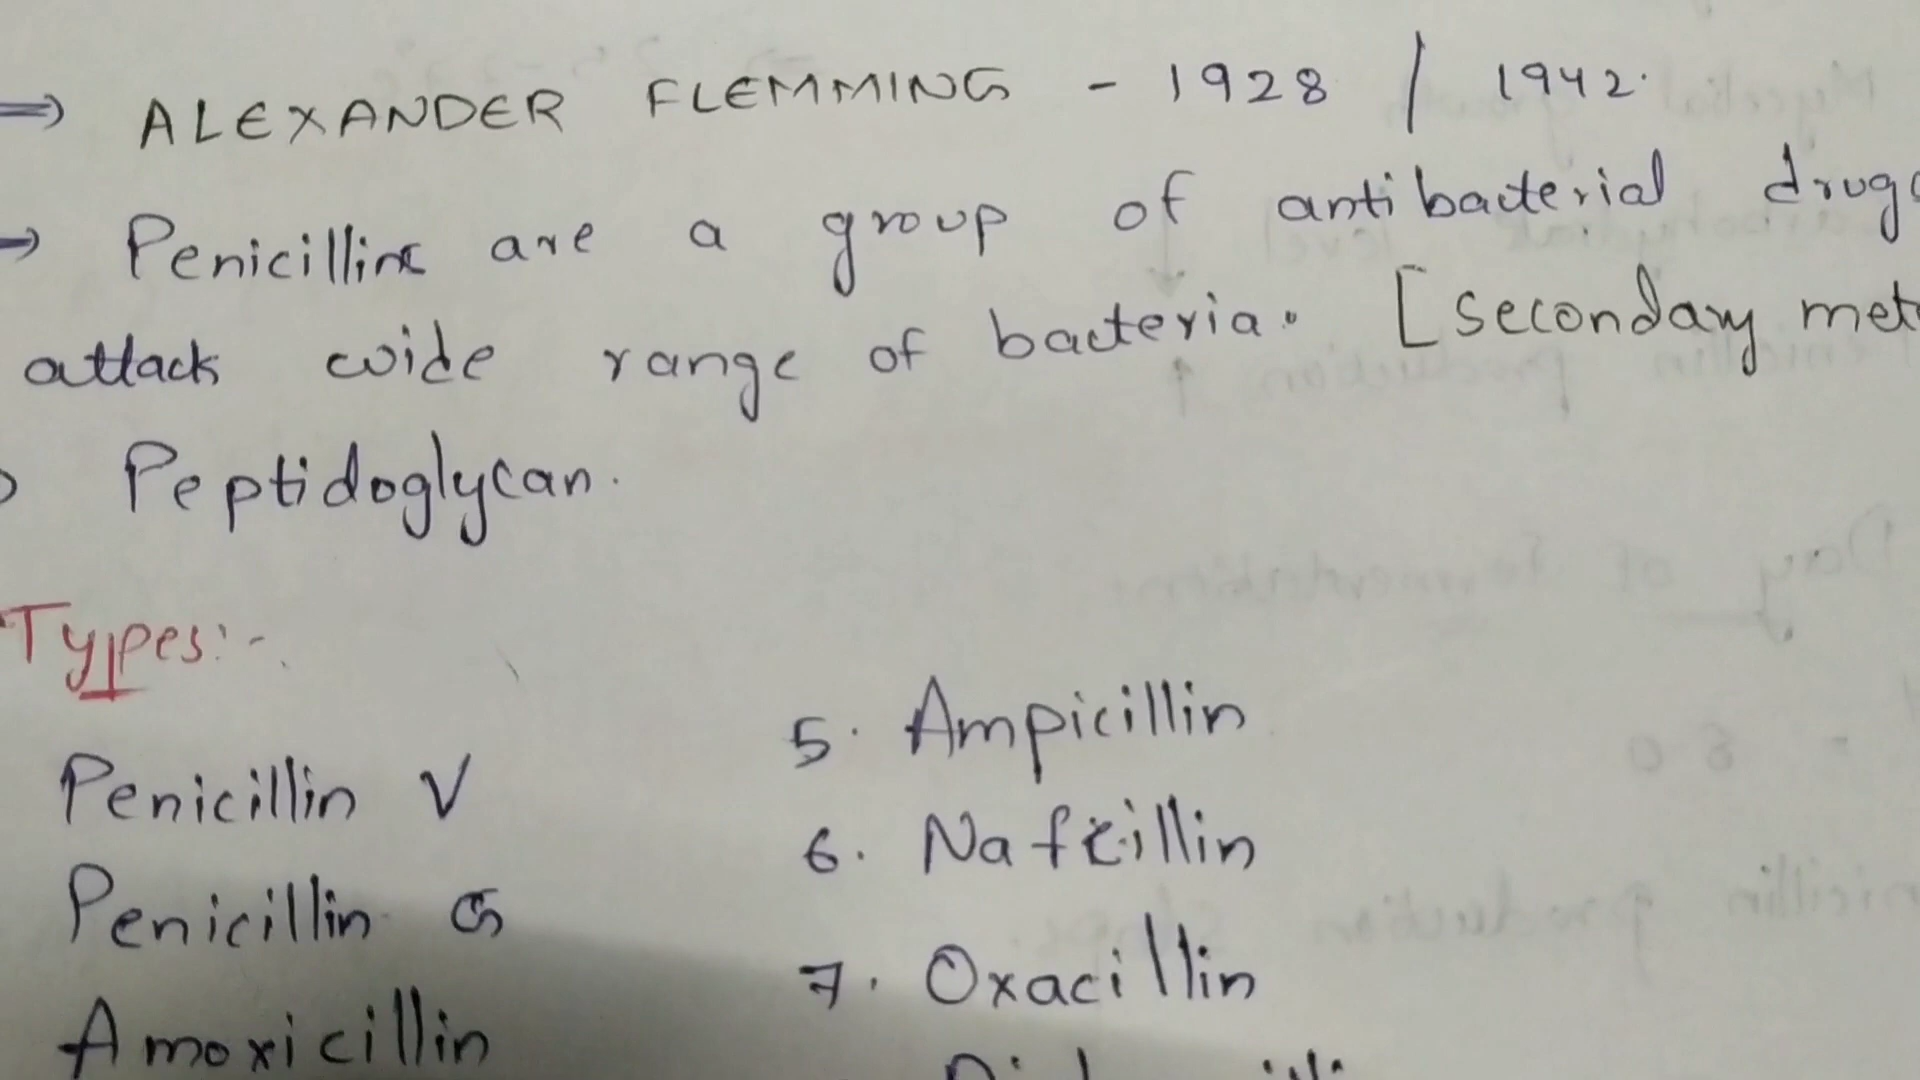 ⇒ ALEXANDER FLEMMING - 1928 / 1942.
→ Penicillins are a group of antibacterial drugs
attack wide range of bacteria. [secondary met
Peptidoglycan.
Types:-
Penicillin V
Penicillin G
Amoxicillin
5. Ampicillin
6. Nafcillin
7. Oxacillin